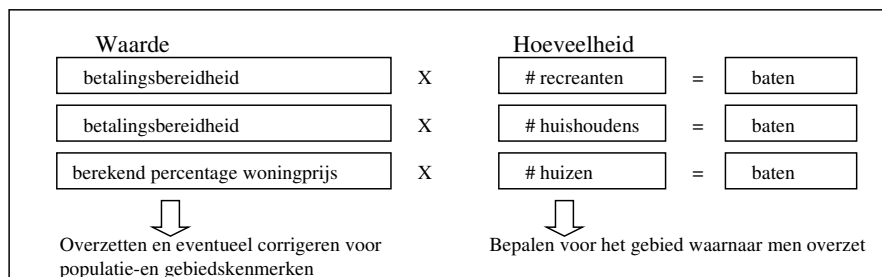 Waarde Hoeveelheid
betalingsbereidheid X # recreanten = baten
betalingsbereidheid X # huishoudens = baten
berekend percentage woningprijs X # huizen = baten
Overzetten en eventueel corrigeren voor Bepalen voor het gebied waarnaar men overzet
populatie-en gebiedskenmerken